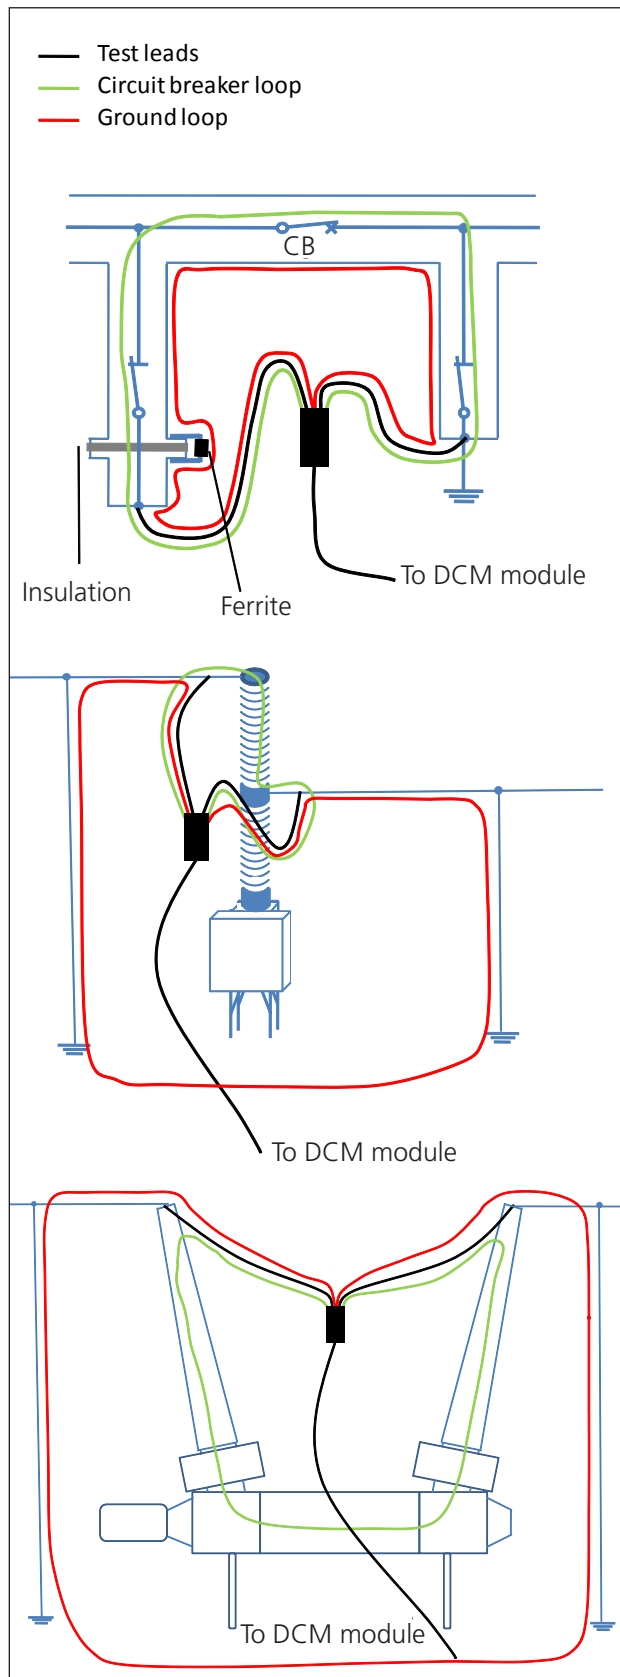 Test leads
Circuit breaker loop
Ground loop
CB
To DCM module
Insulation
Ferrite
To DCM module
To DCM module